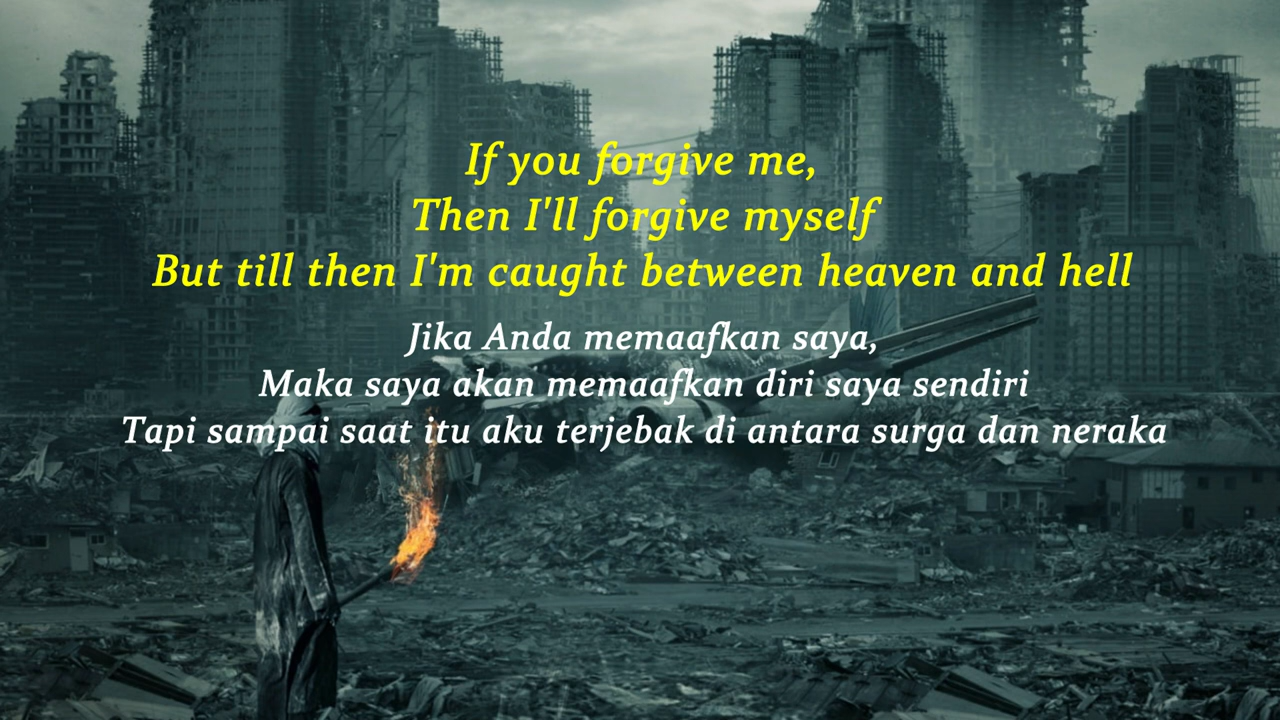 If you forgive me,
Then I'll forgive myself
But till then I'm caught between heaven and hell
Jika Anda memaafkan saya,
Maka saya akan memaafkan diri saya sendiri
Tapi sampai saat itu aku terjebak di antara surga dan neraka